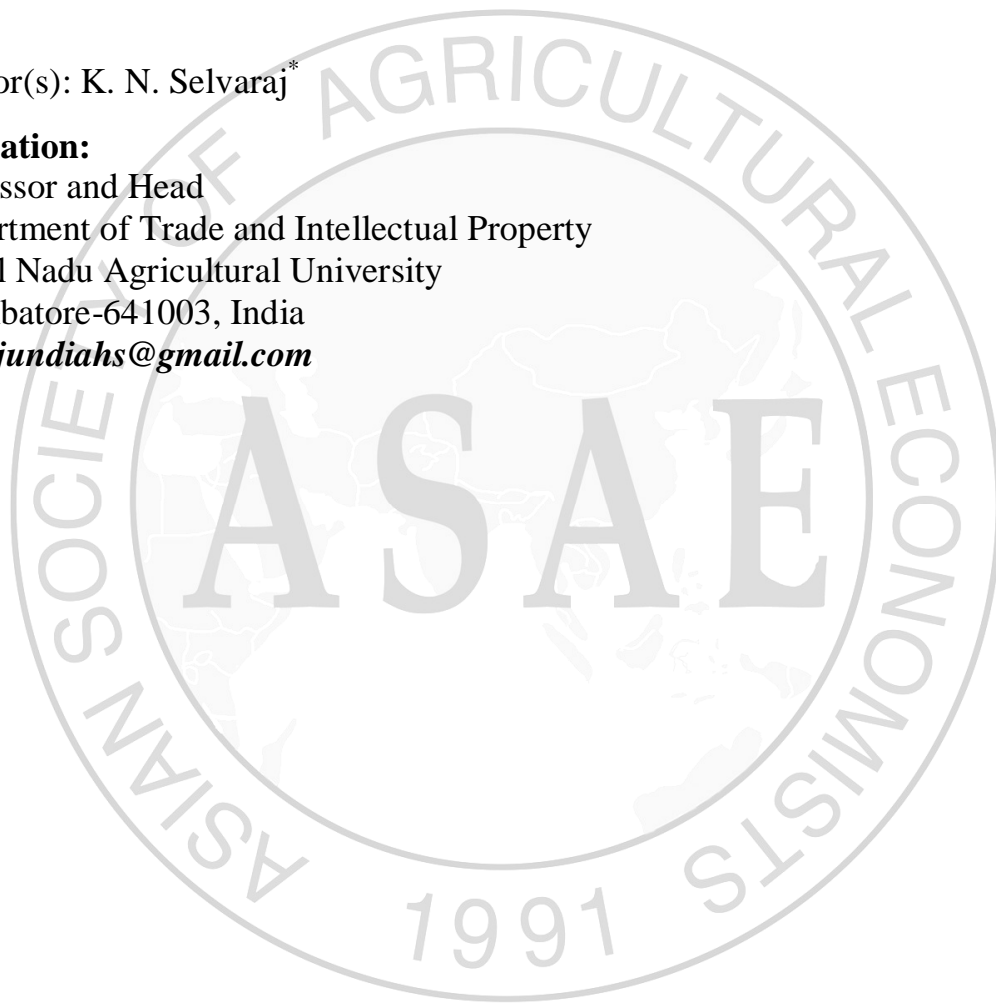 or(s): K. N. Selvaraj*
ation:
ssor and Head
rtment of Trade and Intellectual Property
l Nadu Agricultural University
batore-641003, India
jundiahs@gmail.com
ASIAN SOCIETY OF AGRICULTURAL ECONOMISTS
ASAE
1991